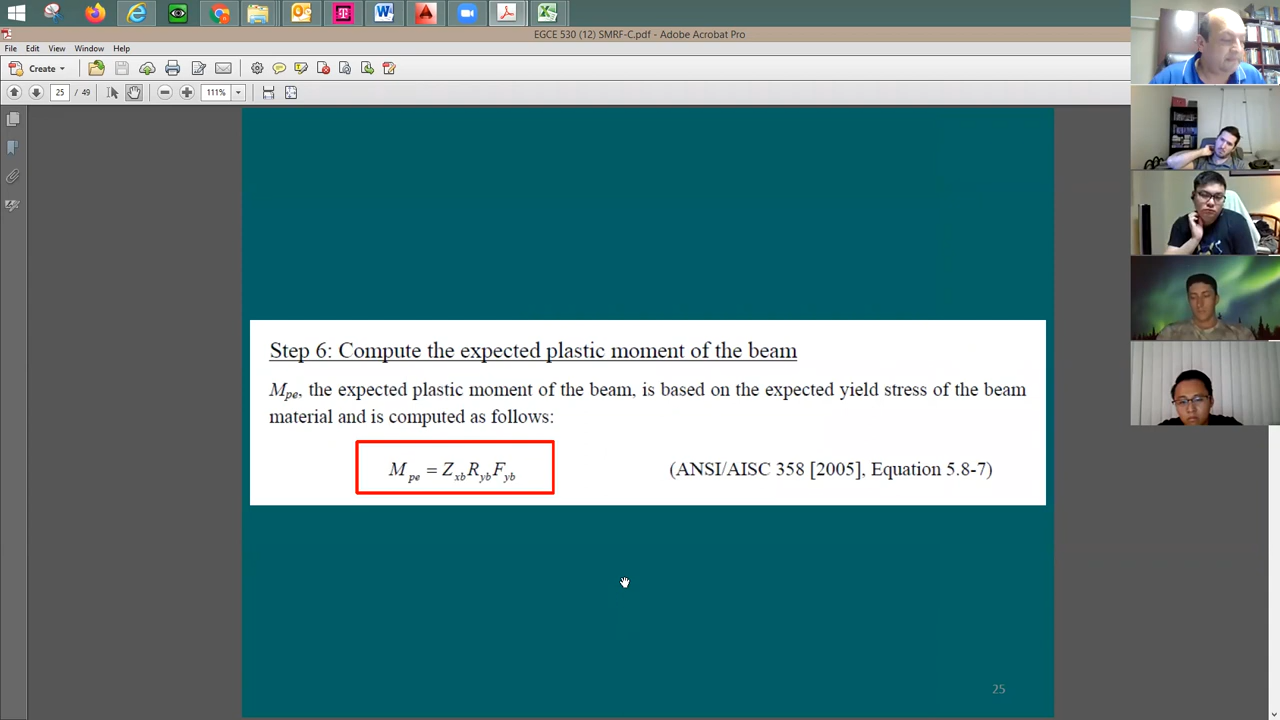 EGCE 530 (12) SMRF-C.pdf - Adobe Acrobat Pro
File Edit View Window Help
Create
25 / 49 111%
Step 6: Compute the expected plastic moment of the beam
Mpe, the expected plastic moment of the beam, is based on the expected yield stress of the beam
material and is computed as follows:
Mpe = ZxbRybFyb (ANSI/AISC 358 [2005], Equation 5.8-7)
25